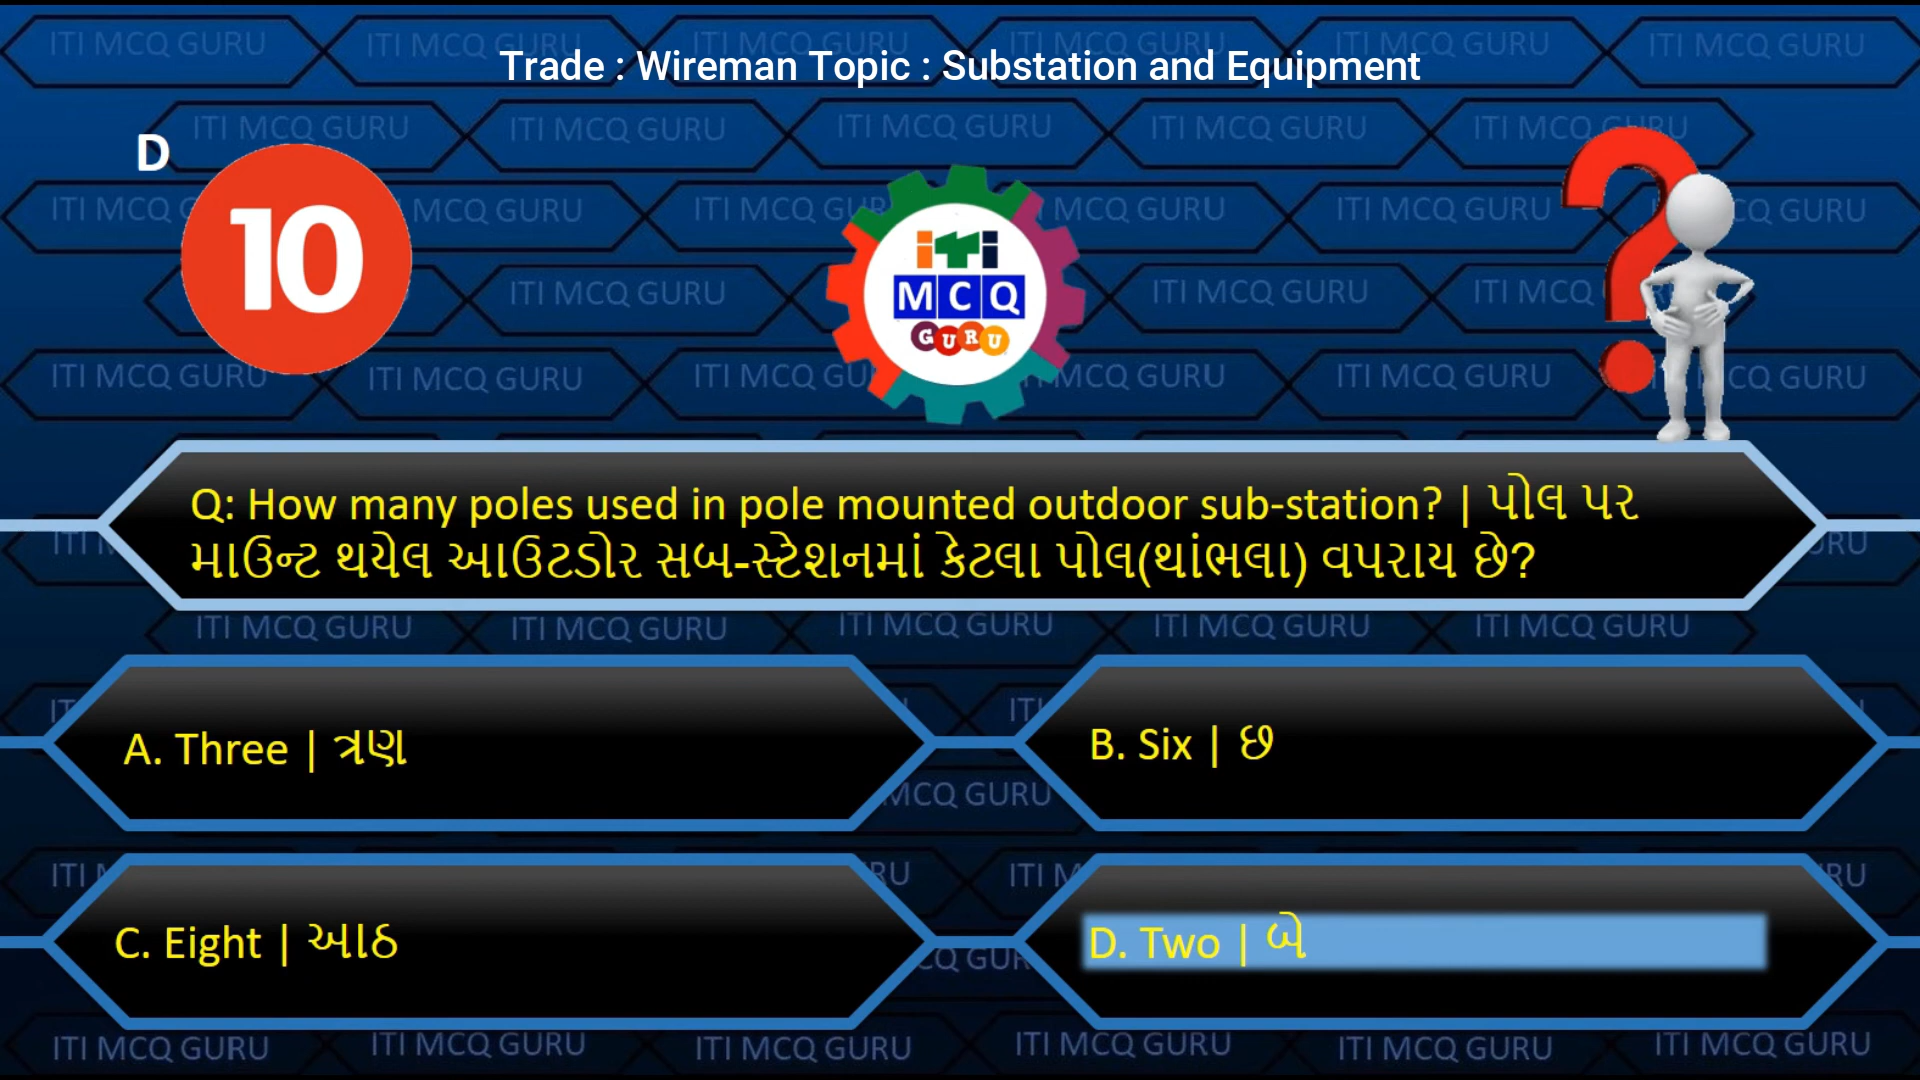 Trade : Wireman Topic : Substation and Equipment
D
10
iTi
MCQ
GURU
Q: How many poles used in pole mounted outdoor sub-station? | પોલ પર
માઉન્ટ થયેલ આઉટડોર સબ-સ્ટેશનમાં કેટલા પોલ(થાંભલા) વપરાય છે?
A. Three | ત્રણ
B. Six | છ
C. Eight | આઠ
D. Two | બે
ITI MCQ GURU